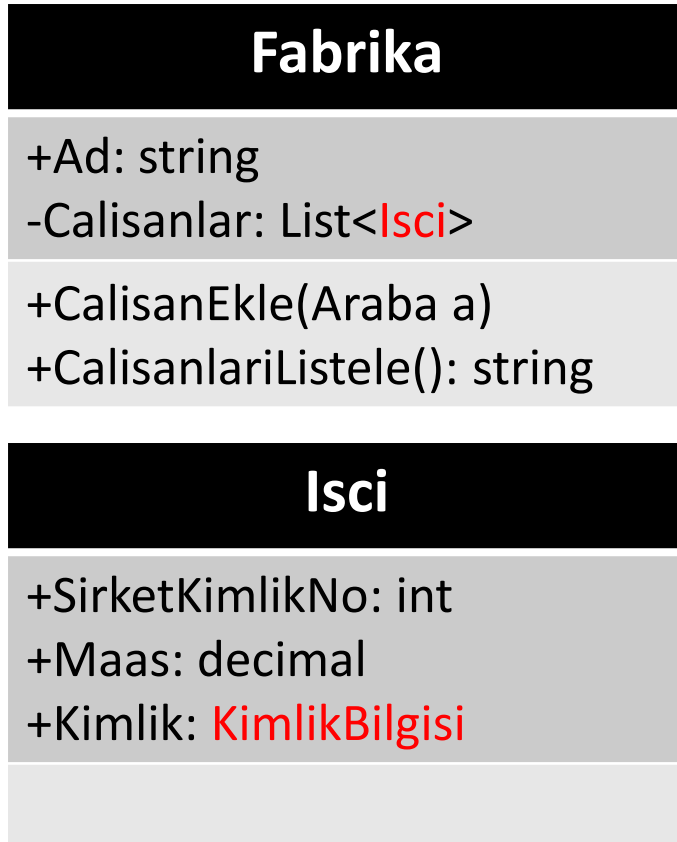 Fabrika
+Ad: string
-Calisanlar: List<Isci>
+CalisanEkle(Araba a)
+CalisanlariListele(): string
Isci
+SirketKimlikNo: int
+Maas: decimal
+Kimlik: KimlikBilgisi